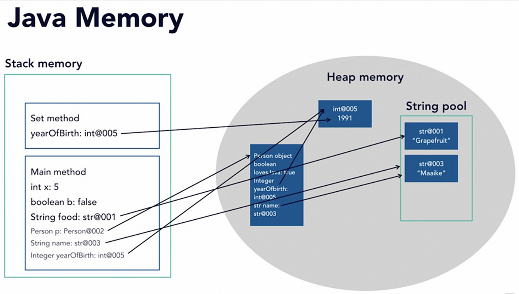 Java Memory
Stack memory
Set method
yearOfBirth: int@005
Main method
int x: 5
boolean b: false
String food: str@001
Person p: Person@002
String name: str@003
Integer yearOfBirth: int@005
Heap memory
int@005
1991
Person object
boolean
lovesJava: true
Integer
yearOfBirth:
int@005
str name:
str@003
String pool
str@001
"Grapefruit"
str@003
"Maaike"